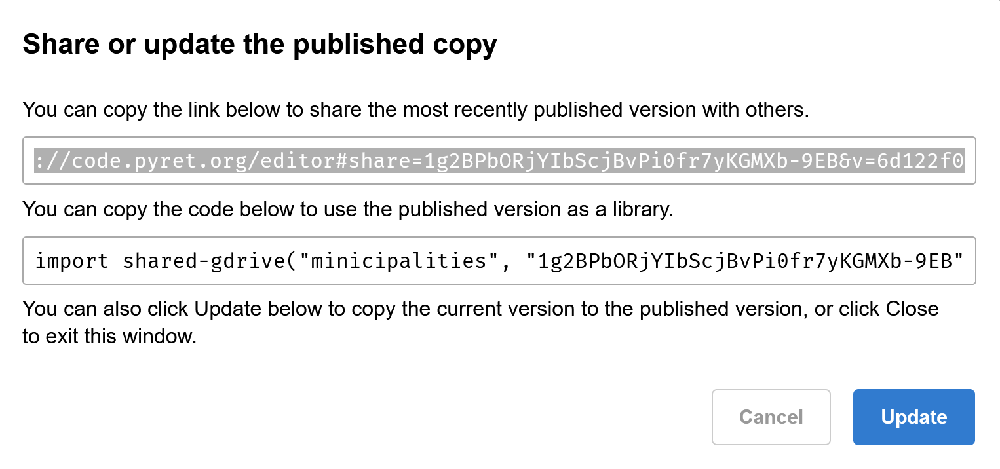 Share or update the published copy
You can copy the link below to share the most recently published version with others.
://code.pyret.org/editor#share=1g2BPbORjYIbScjBvPi0fr7yKGMXb-9EB&v=6d122f0
You can copy the code below to use the published version as a library.
import shared-gdrive("minicipalities", "1g2BPbORjYIbScjBvPi0fr7yKGMXb-9EB"
You can also click Update below to copy the current version to the published version, or click Close
to exit this window.
Cancel Update